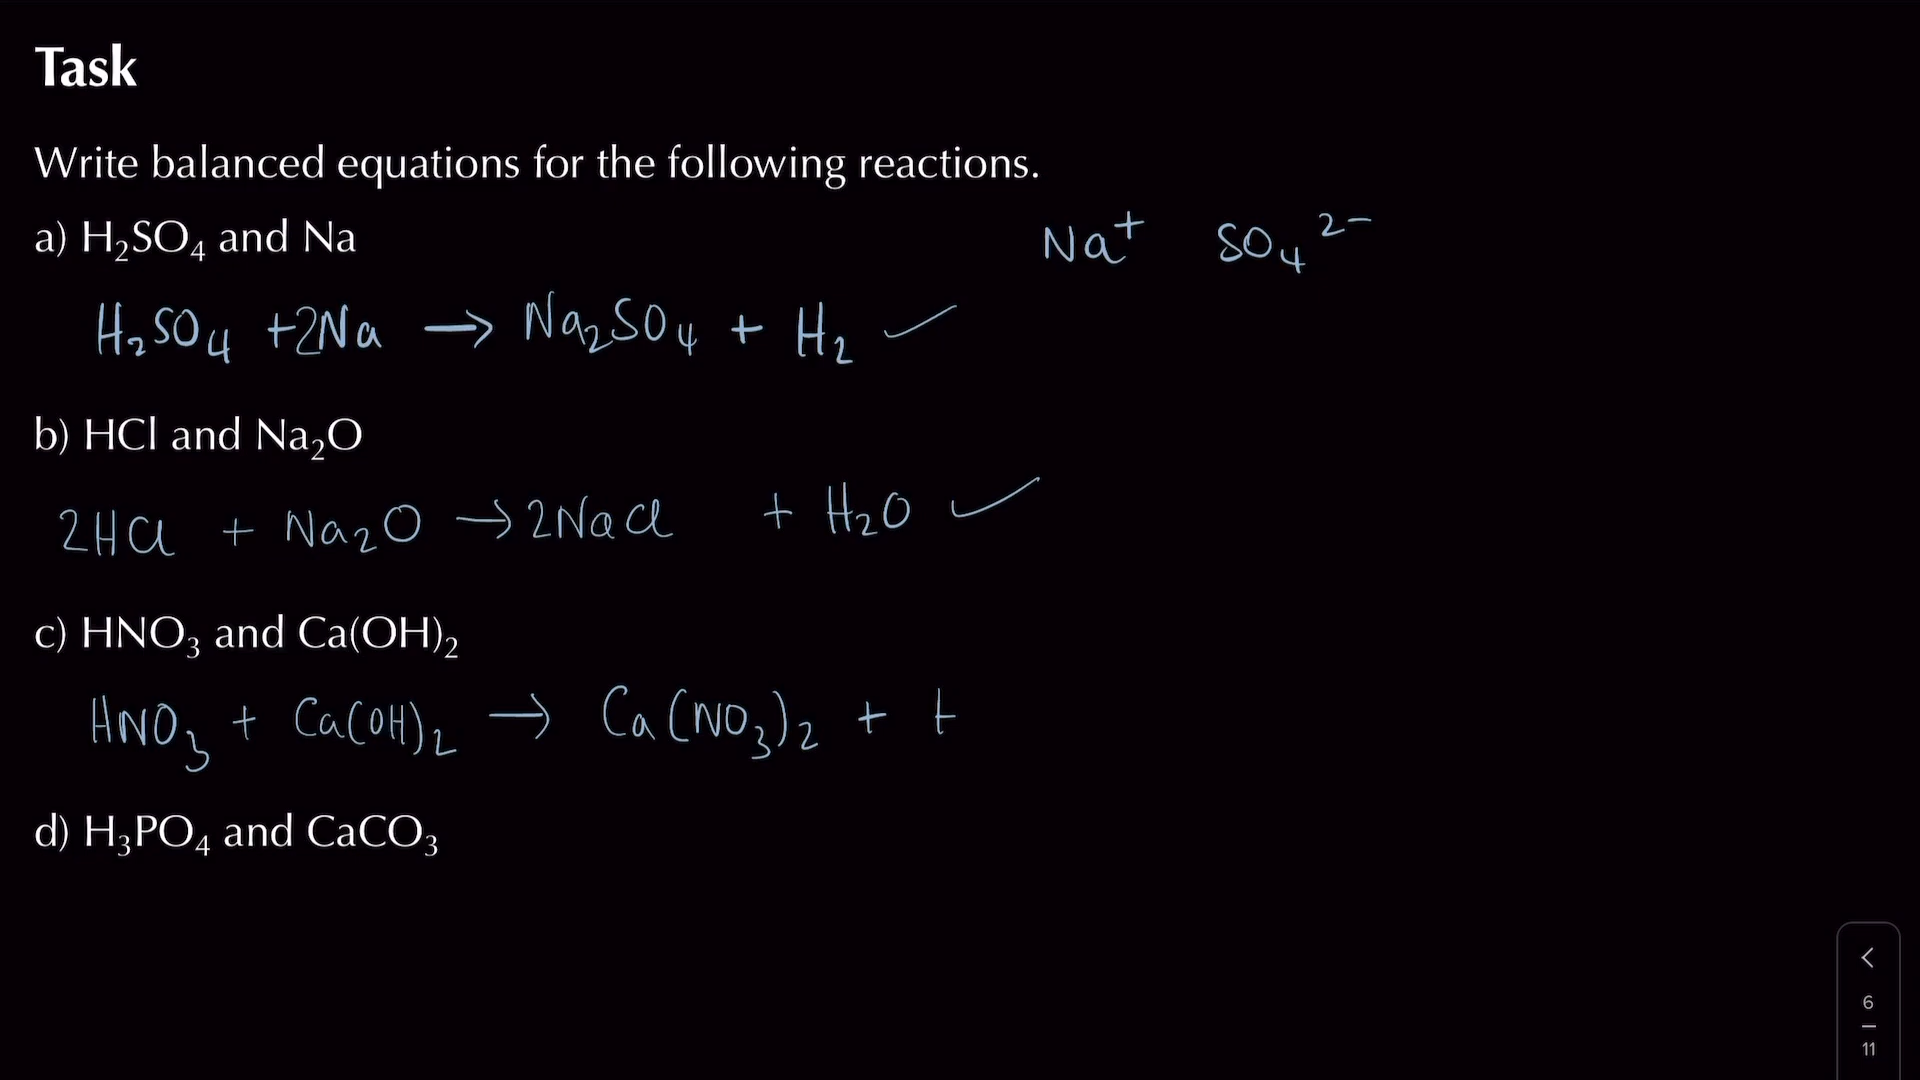 Task
Write balanced equations for the following reactions.
a) H₂SO₄ and Na
Na⁺ SO₄²⁻
H₂SO₄ +2Na → Na₂SO₄ + H₂ ✓
b) HCl and Na₂O
2HCl + Na₂O → 2NaCl + H₂O ✓
c) HNO₃ and Ca(OH)₂
HNO₃ + Ca(OH)₂ → Ca(NO₃)₂ +
d) H₃PO₄ and CaCO₃
<
6
11